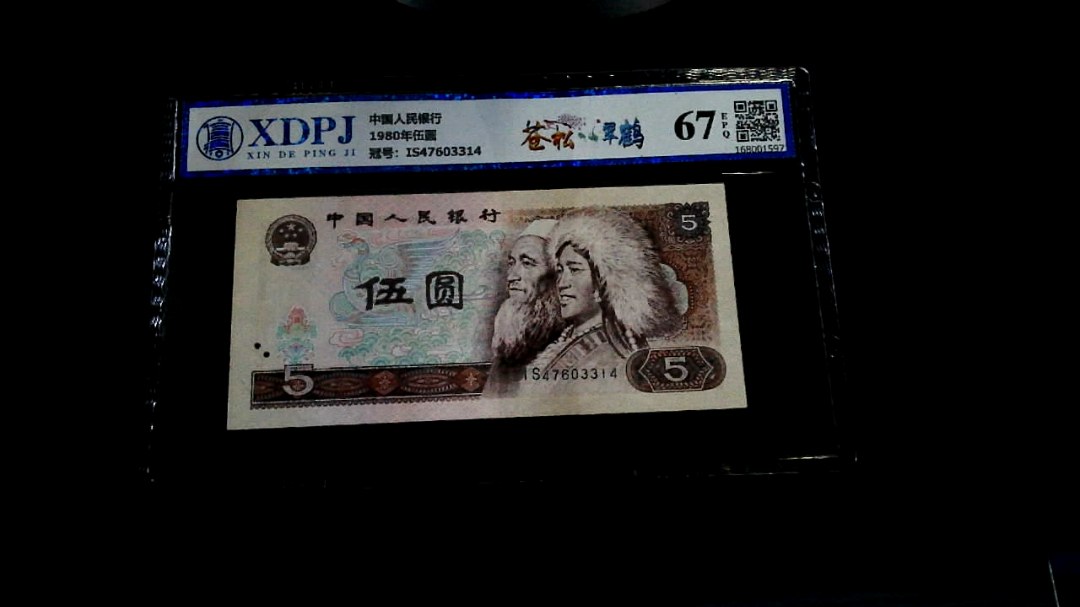 XDPJ
XIN DE PING JI
中国人民银行
1980年伍圆
冠号：IS47603314
苍松
鹤
67
EPQ
168001597
中国人民银行
伍圆
5
5
IS47603314
5